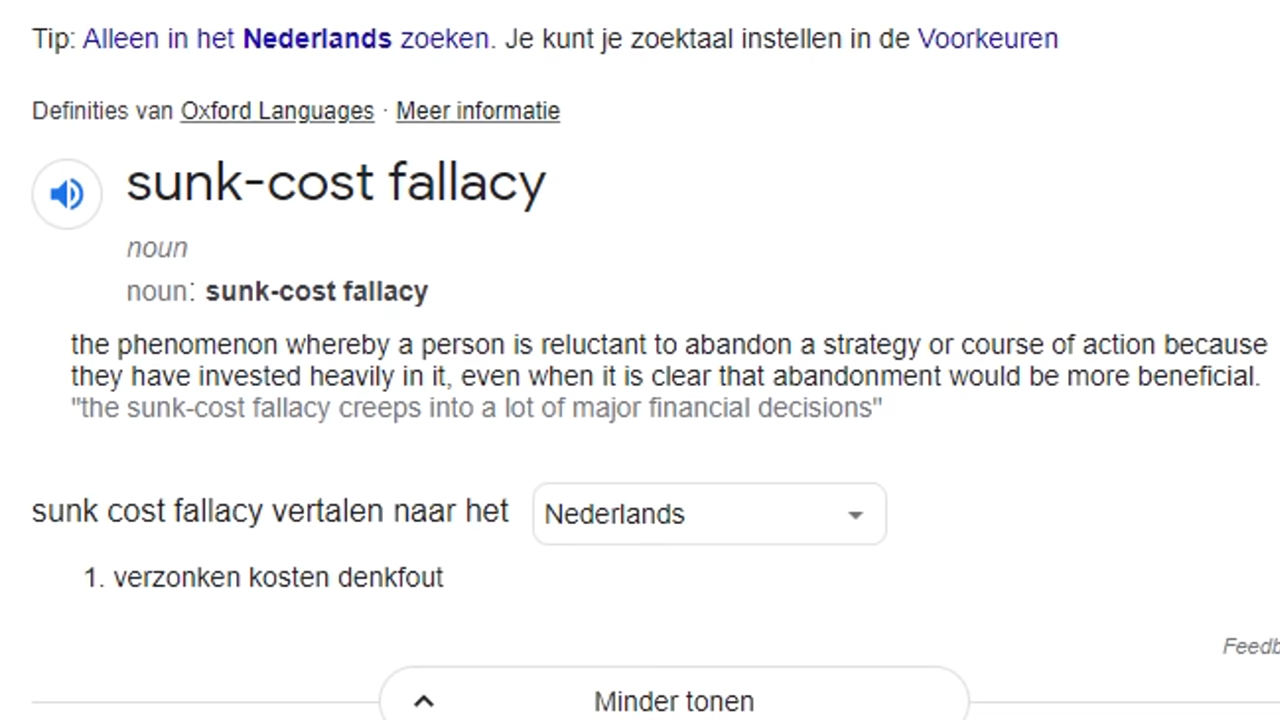 Tip: Alleen in het Nederlands zoeken. Je kunt je zoektaal instellen in de Voorkeuren
Definities van Oxford Languages · Meer informatie
sunk-cost fallacy
noun
noun: sunk-cost fallacy
the phenomenon whereby a person is reluctant to abandon a strategy or course of action because
they have invested heavily in it, even when it is clear that abandonment would be more beneficial.
"the sunk-cost fallacy creeps into a lot of major financial decisions"
sunk cost fallacy vertalen naar het Nederlands
1. verzonken kosten denkfout
Feedb
Minder tonen